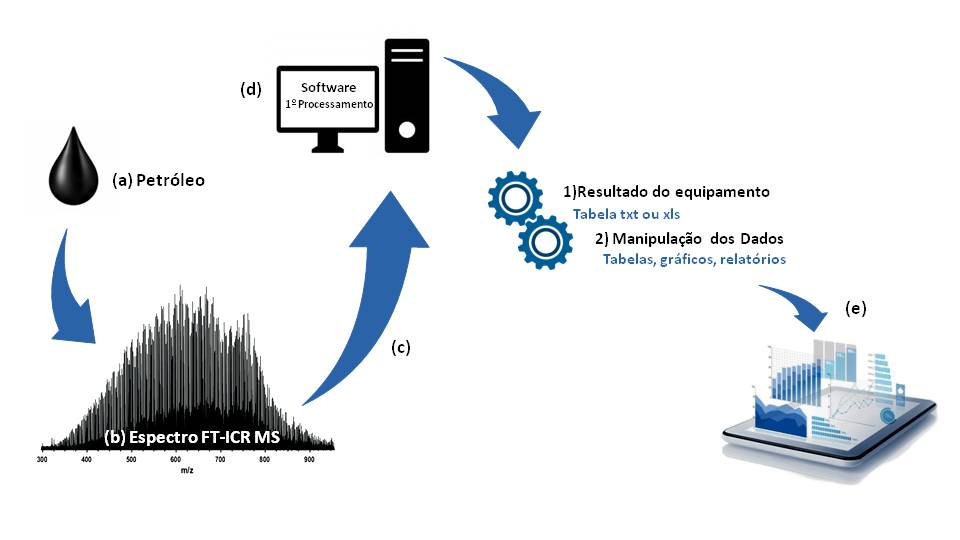 (d)
Software
1º Processamento
(a) Petróleo
1)Resultado do equipamento
Tabela txt ou xls
2) Manipulação dos Dados
Tabelas, gráficos, relatórios
(e)
(c)
(b) Espectro FT-ICR MS
300 400 500 600 700 800 900
m/z